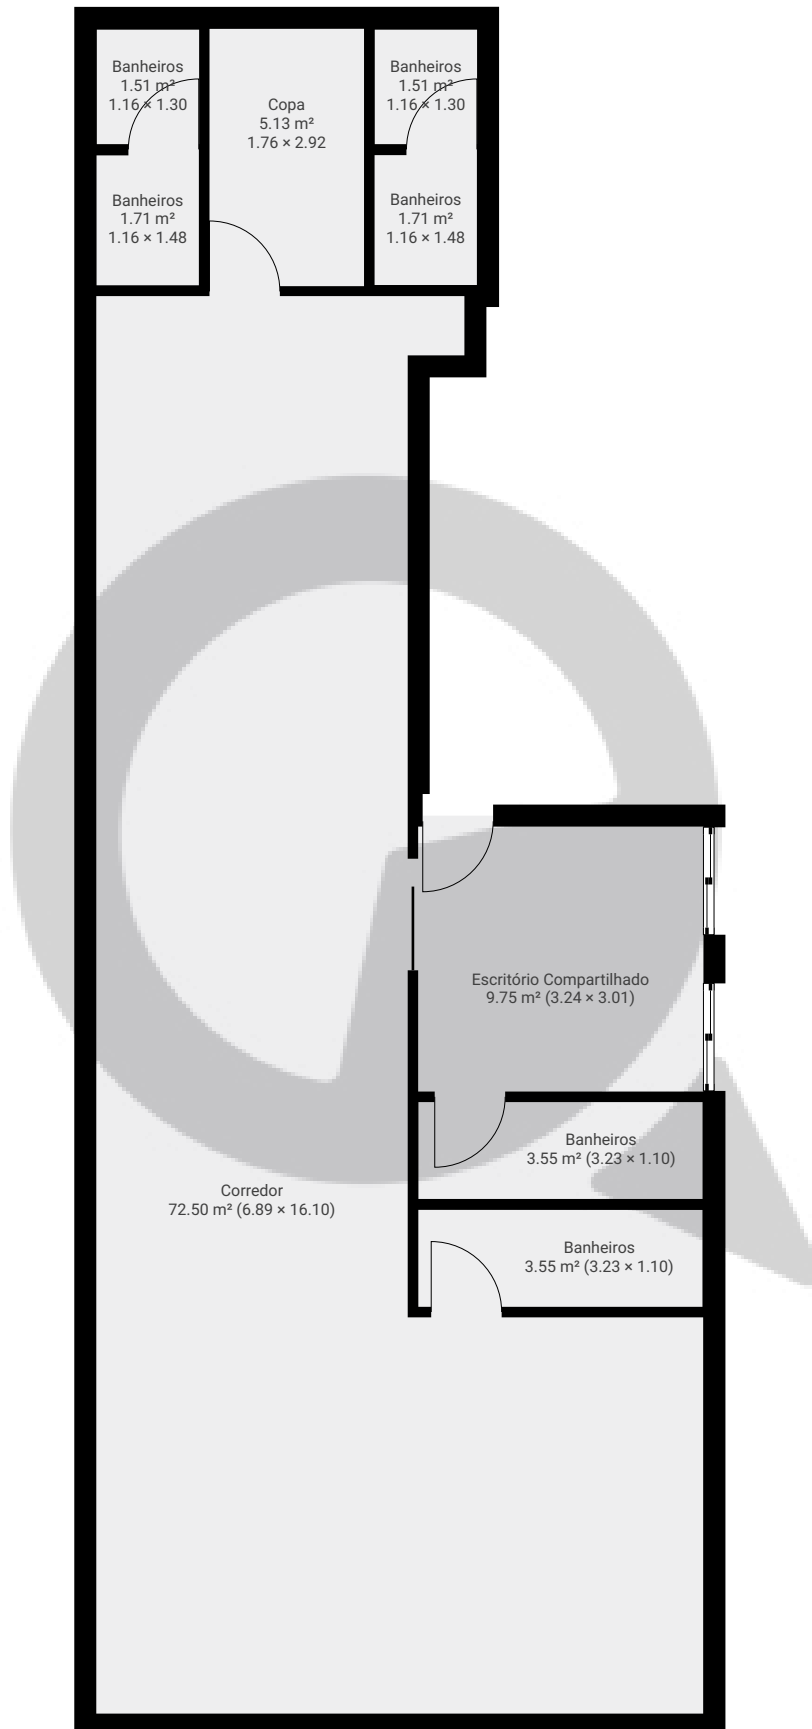 Banheiros
1.51 m²
1.16 × 1.30
Copa
5.13 m²
1.76 × 2.92
Banheiros
1.51 m²
1.16 × 1.30
Banheiros
1.71 m²
1.16 × 1.48
Banheiros
1.71 m²
1.16 × 1.48
Escritório Compartilhado
9.75 m² (3.24 × 3.01)
Banheiros
3.55 m² (3.23 × 1.10)
Corredor
72.50 m² (6.89 × 16.10)
Banheiros
3.55 m² (3.23 × 1.10)